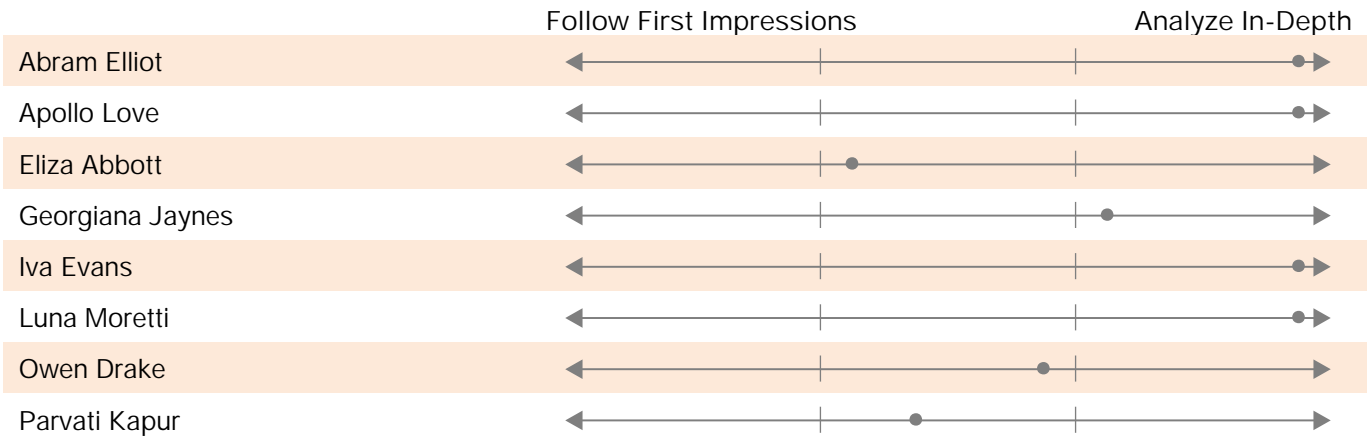 Follow First Impressions Analyze In-Depth
Abram Elliot
Apollo Love
Eliza Abbott
Georgiana Jaynes
Iva Evans
Luna Moretti
Owen Drake
Parvati Kapur